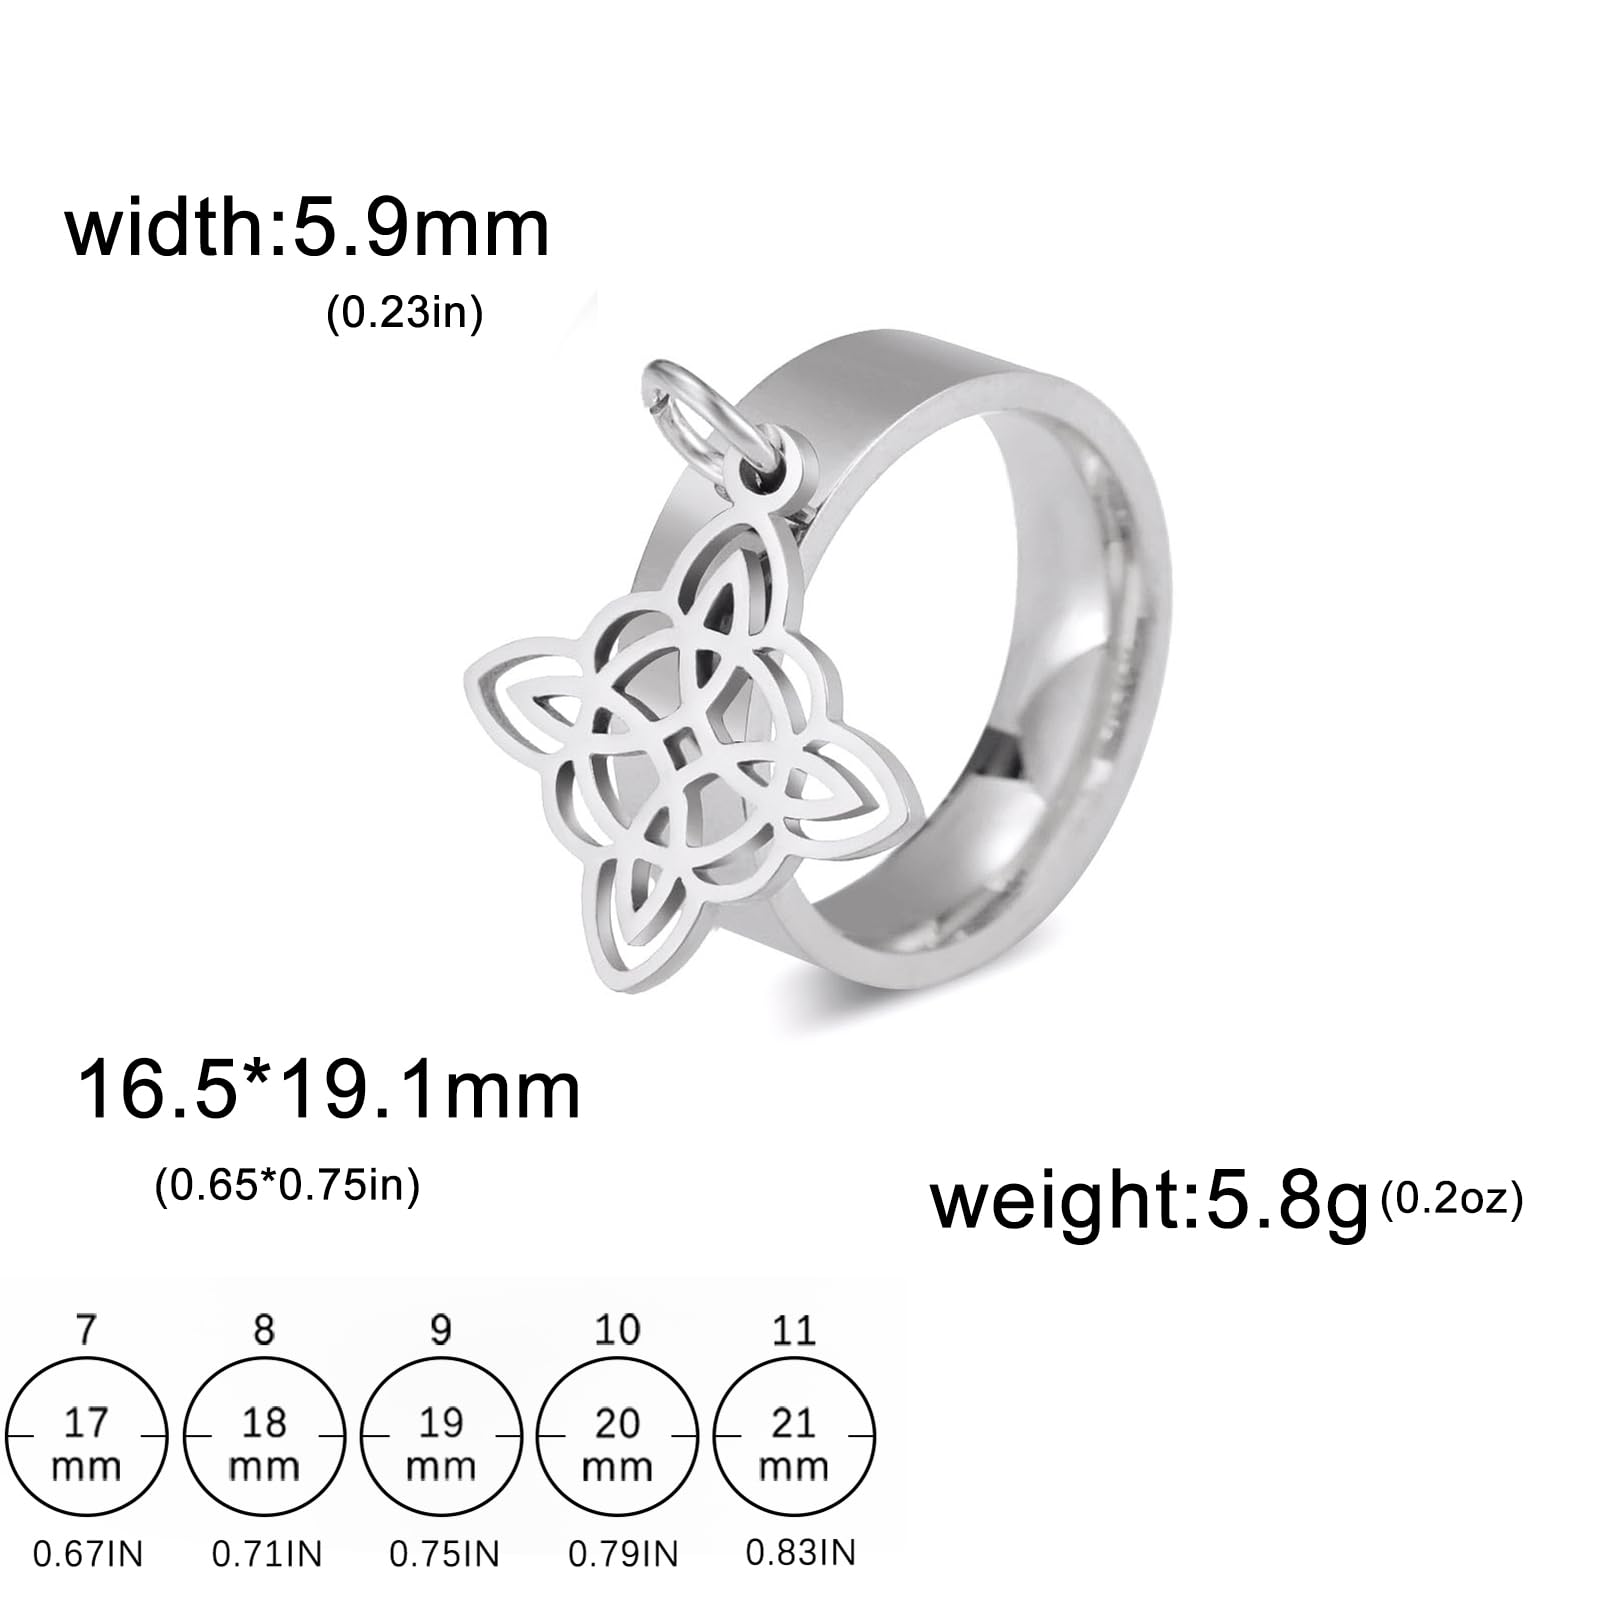 width:5.9mm
(0.23in)
16.5*19.1mm
(0.65*0.75in)
weight:5.8g(0.2oz)
7 8 9 10 11
17 18 19 20 21
mm mm mm mm mm
0.67IN 0.71IN 0.75IN 0.79IN 0.83IN